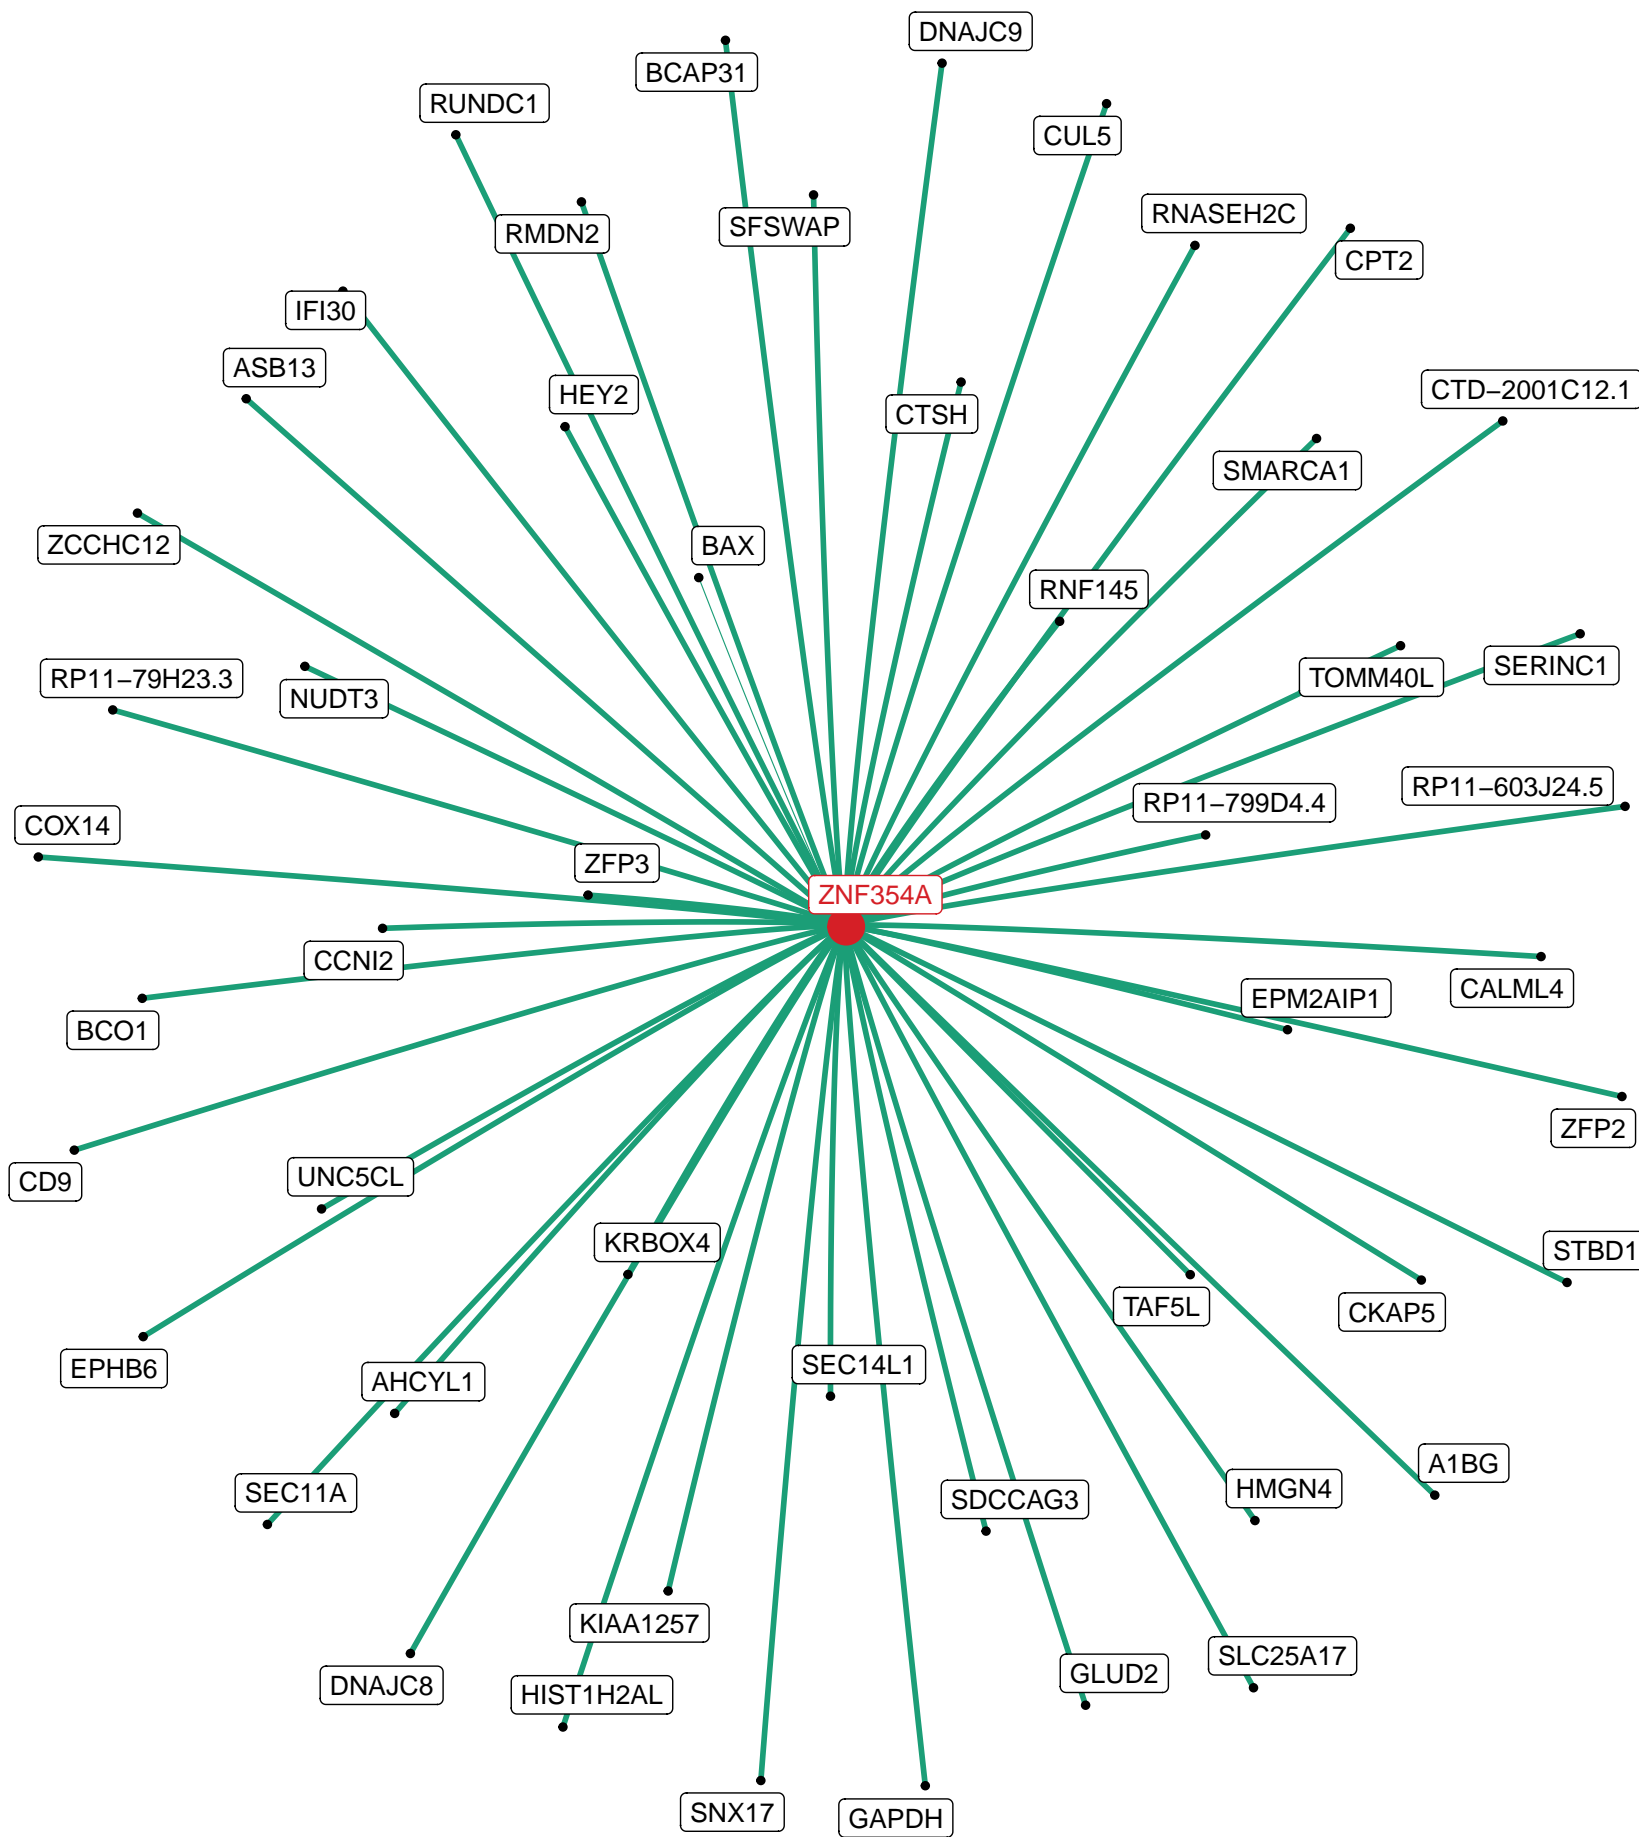 DNAJC9
BCAP31
RUNDC1
CUL5
RNASEH2C
SFSWAP
RMDN2
CPT2
IFI30
ASB13
CTD–2001C12.1
HEY2
CTSH
SMARCA1
ZCCHC12
BAX
RNF145
SERINC1
RP11–79H23.3
TOMM40L
NUDT3
RP11–603J24.5
RP11–799D4.4
COX14
ZFP3
ZNF354A
CCNI2
CALML4
EPM2AIP1
BCO1
ZFP2
UNC5CL
CD9
KRBOX4
STBD1
TAF5L
CKAP5
SEC14L1
EPHB6
AHCYL1
A1BG
HMGN4
SEC11A
SDCCAG3
KIAA1257
SLC25A17
GLUD2
DNAJC8
HIST1H2AL
SNX17
GAPDH